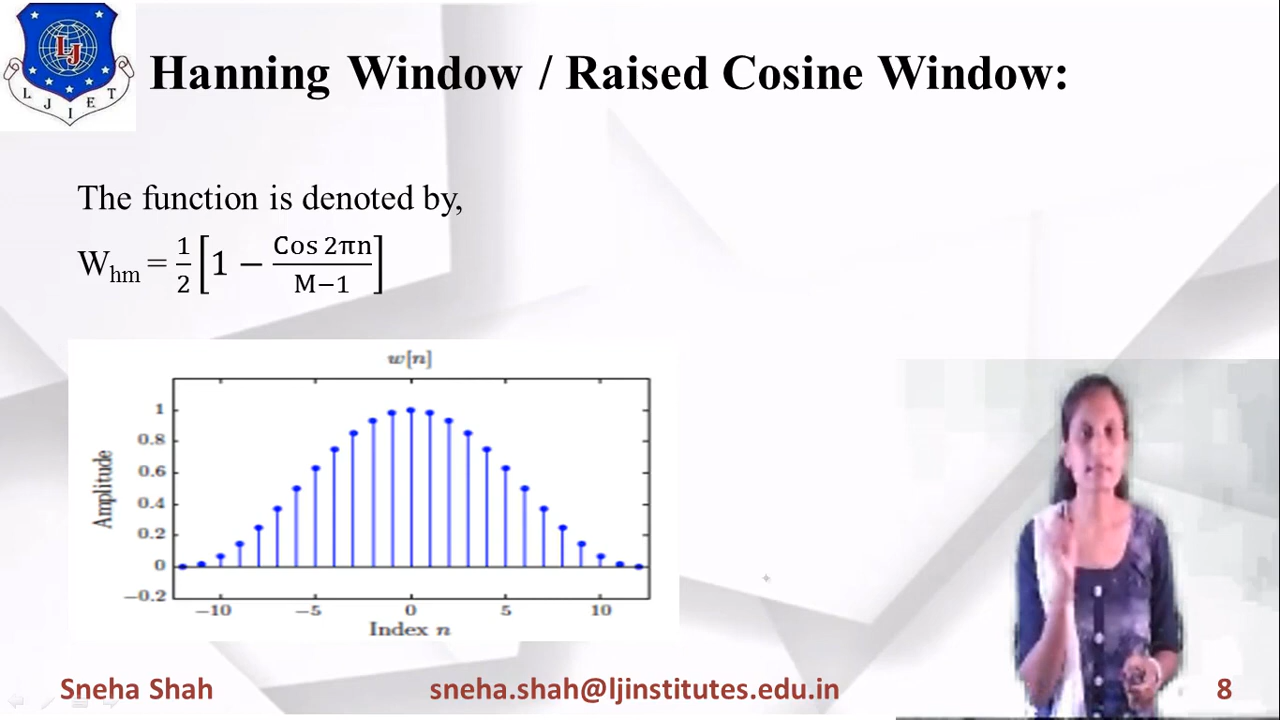 LJ
L J I E T
Hanning Window / Raised Cosine Window:
The function is denoted by,
W_hm = 1/2 [1 − Cos 2πn / M−1]
w[n]
Amplitude
1
0.8
0.6
0.4
0.2
0
−0.2
−10 −5 0 5 10
Index n
Sneha Shah sneha.shah@ljinstitutes.edu.in 8